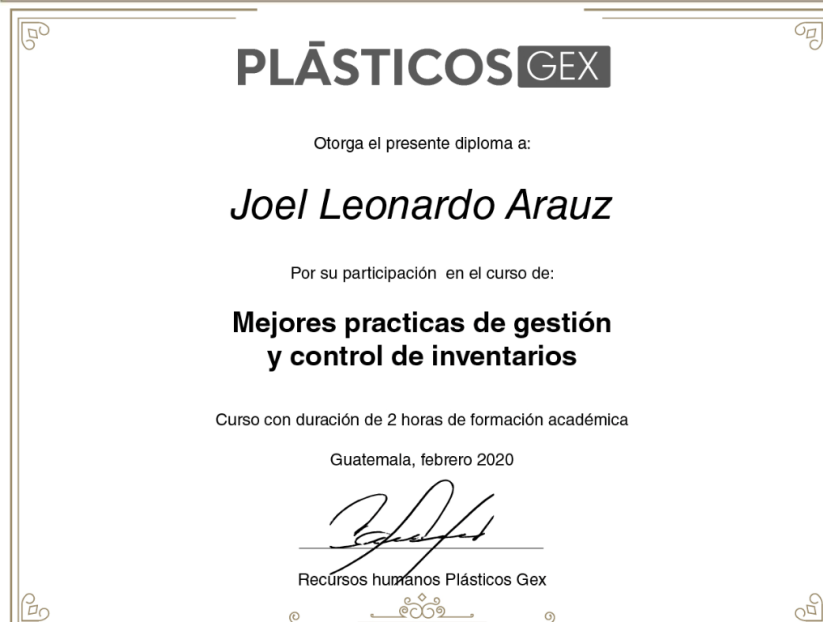 PLÁSTICOS GEX
Otorga el presente diploma a:
Joel Leonardo Arauz
Por su participación en el curso de:
Mejores practicas de gestión
y control de inventarios
Curso con duración de 2 horas de formación académica
Guatemala, febrero 2020
Recursos humanos Plásticos Gex